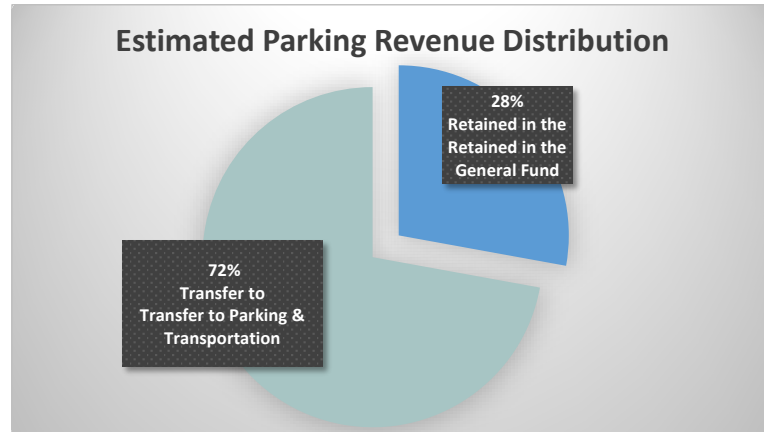 Estimated Parking Revenue Distribution
28%
Retained in the
Retained in the
General Fund
72%
Transfer to
Transfer to Parking &
Transportation